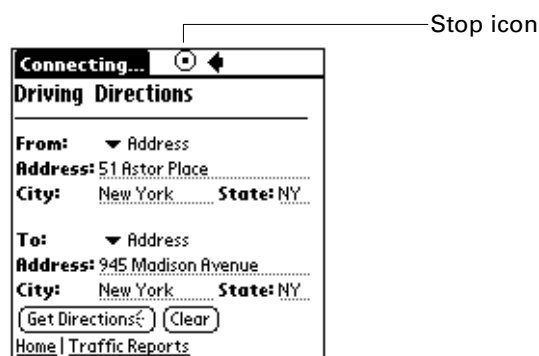 Stop icon
Connecting...
Driving Directions
From: Address
Address: 51 Astor Place
City: New York State: NY
To: Address
Address: 945 Madison Avenue
City: New York State: NY
Get Directions Clear
Home | Traffic Reports